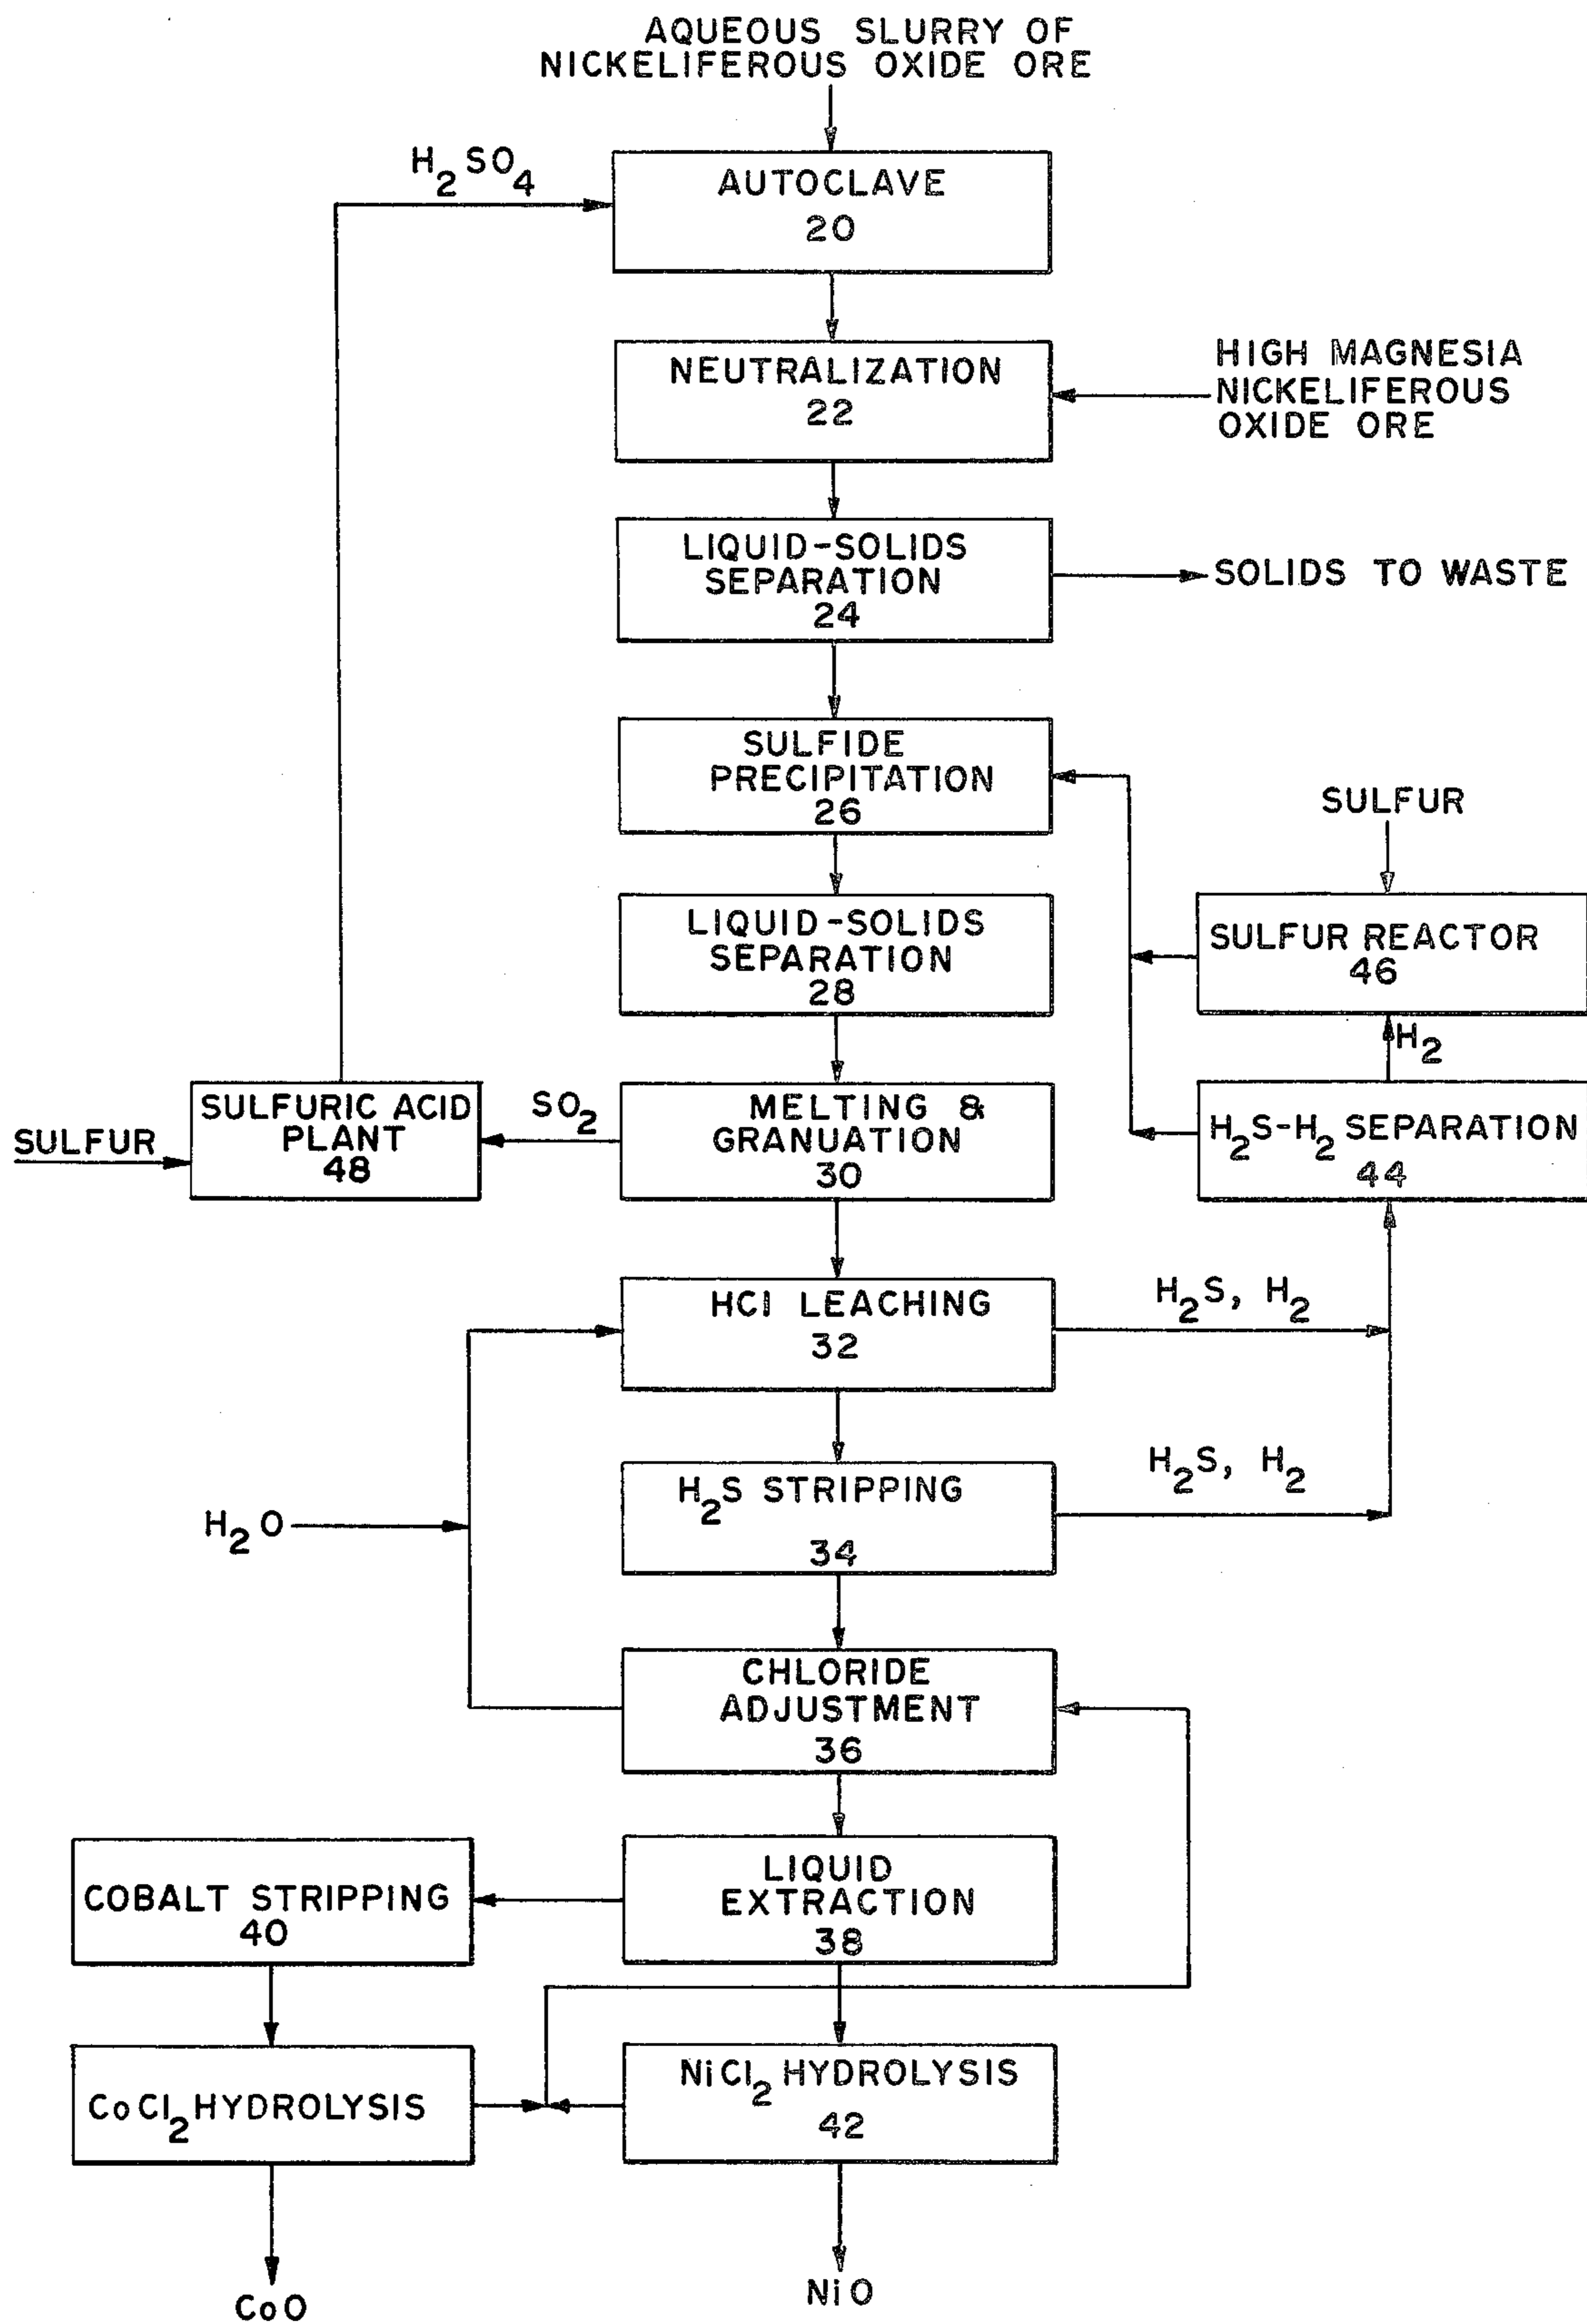 AQUEOUS SLURRY OF
NICKELIFEROUS OXIDE ORE
H2SO4
AUTOCLAVE
20
NEUTRALIZATION
22
HIGH MAGNESIA
NICKELIFEROUS
OXIDE ORE
LIQUID-SOLIDS
SEPARATION
24
SOLIDS TO WASTE
SULFIDE
PRECIPITATION
26
SULFUR
LIQUID-SOLIDS
SEPARATION
28
SULFUR REACTOR
46
H2
SULFUR
SULFURIC ACID
PLANT
48
SO2
MELTING &
GRANUATION
30
H2S-H2 SEPARATION
44
HCl LEACHING
32
H2S, H2
H2S STRIPPING
34
H2S, H2
H2O
CHLORIDE
ADJUSTMENT
36
LIQUID
EXTRACTION
38
COBALT STRIPPING
40
CoCl2 HYDROLYSIS
NiCl2 HYDROLYSIS
42
CoO
NiO